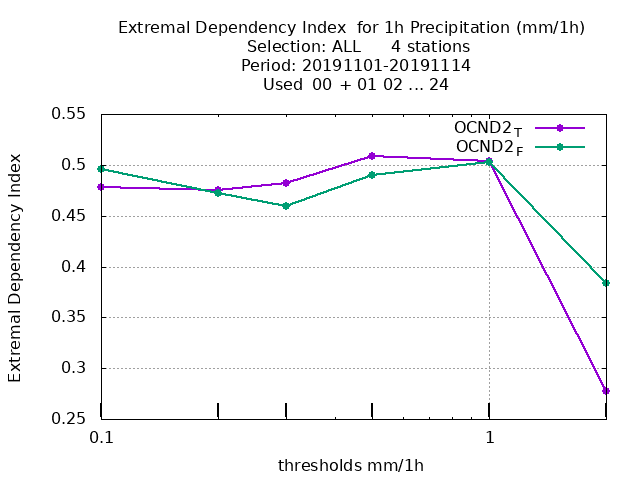 Extremal Dependency Index  for 1h Precipitation (mm/1h)
Selection: ALL      4 stations
Period: 20191101-20191114
Used  00  + 01 02 ... 24
OCND2_T
OCND2_F
Extremal Dependency Index
0.55
0.5
0.45
0.4
0.35
0.3
0.25
0.1
1
thresholds mm/1h